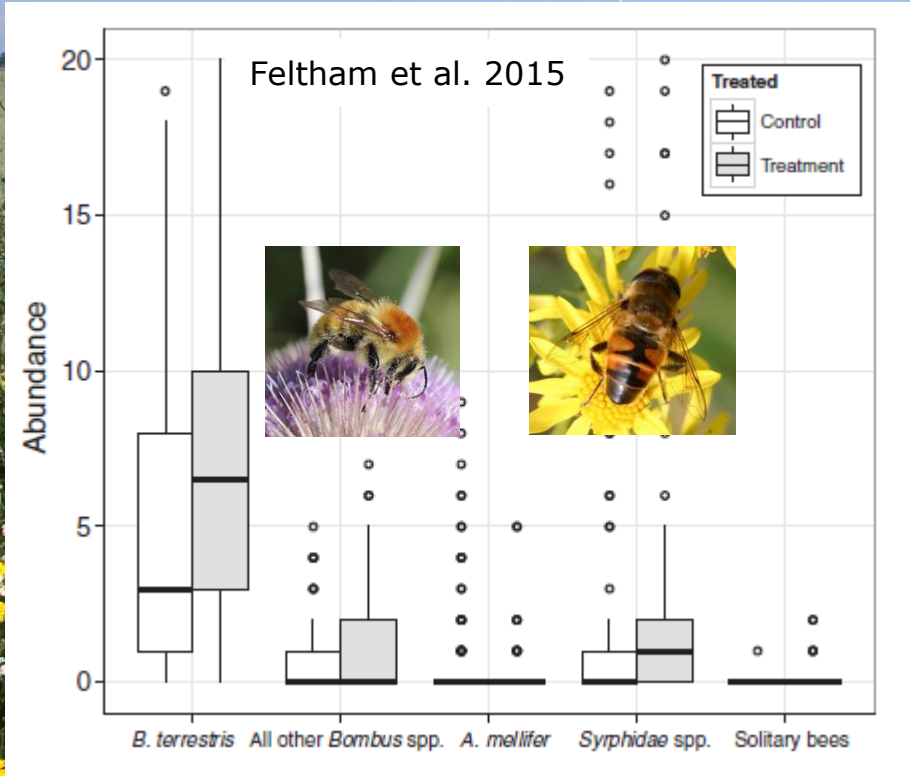 Feltham et al. 2015
Treated
Control
Treatment
Abundance
20
15
10
5
0
B. terrestris All other Bombus spp. A. mellifer Syrphidae spp. Solitary bees